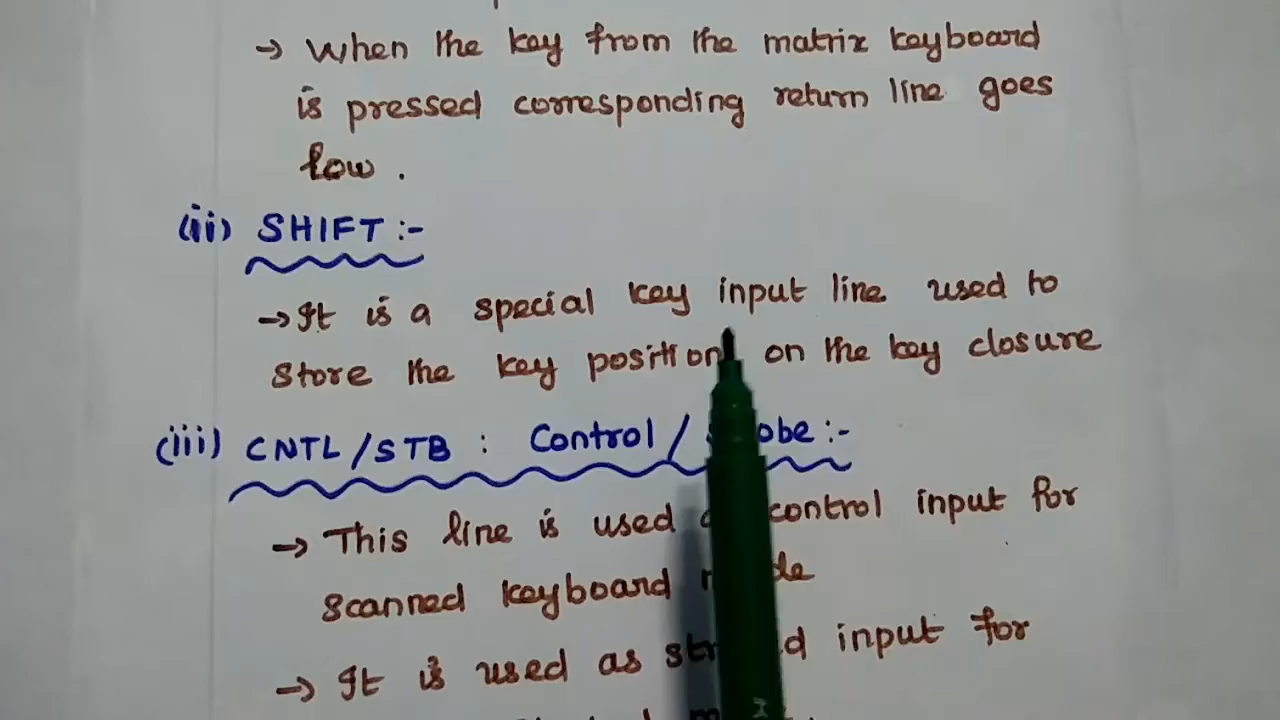 → When the key from the matrix keyboard
is pressed corresponding return line goes
low.
(ii) SHIFT :-
→ It is a special key input line used to
store the key position on the key closure
(iii) CNTL/STB : Control/ obe :-
→ This line is used control input for
scanned keyboard
→ It is used as input for